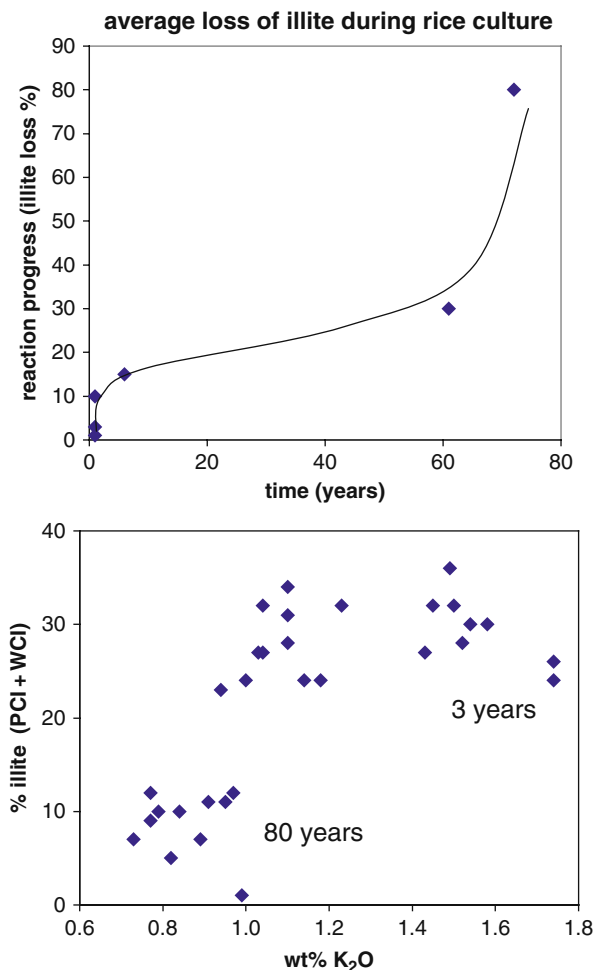 average loss of illite during rice culture
90
80
70
60
50
40
30
20
10
0
reaction progress (illite loss %)
0 20 40 60 80
time (years)
40
30
20
10
0
% illite (PCI + WCI)
3 years
80 years
0.6 0.8 1.0 1.2 1.4 1.6 1.8
wt% K₂O